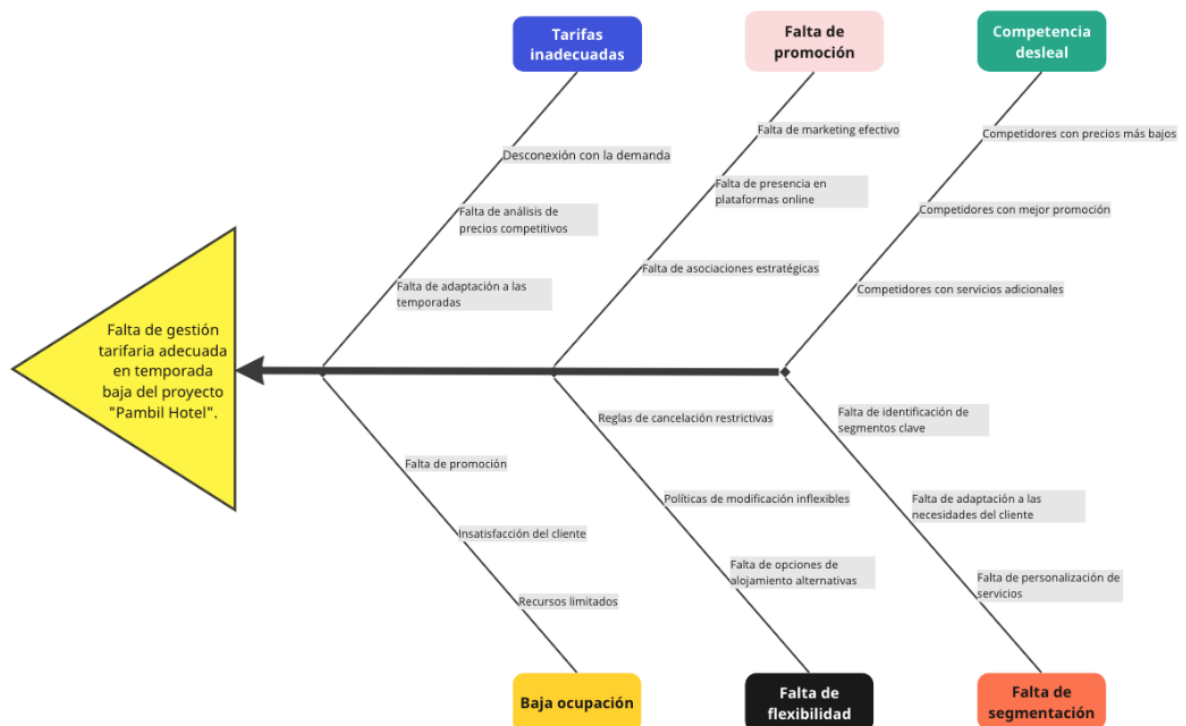 Tarifas
inadecuadas
Falta de
promoción
Competencia
desleal
Desconexión con la demanda
Falta de análisis de
precios competitivos
Falta de adaptación a las
temporadas
Falta de marketing efectivo
Falta de presencia en
plataformas online
Falta de asociaciones estratégicas
Competidores con precios más bajos
Competidores con mejor promoción
Competidores con servicios adicionales
Falta de gestión
tarifaria adecuada
en temporada
baja del proyecto
"Pambil Hotel".
Falta de promoción
Insatisfacción del cliente
Recursos limitados
Reglas de cancelación restrictivas
Políticas de modificación inflexibles
Falta de opciones de
alojamiento alternativas
Falta de identificación de
segmentos clave
Falta de adaptación a las
necesidades del cliente
Falta de personalización de
servicios
Baja ocupación
Falta de
flexibilidad
Falta de
segmentación